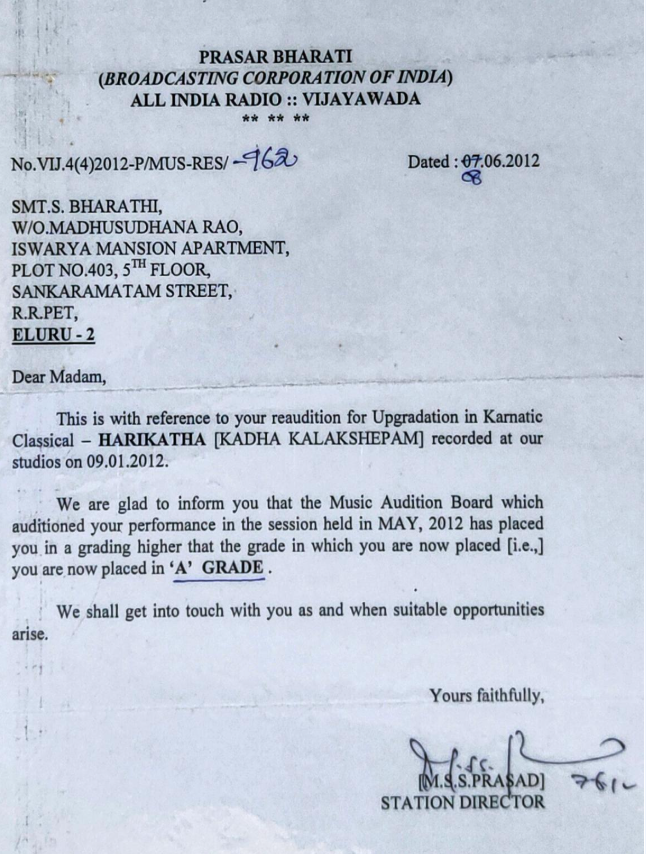 PRASAR BHARATI
(BROADCASTING CORPORATION OF INDIA)
ALL INDIA RADIO :: VIJAYAWADA
** ** **
No.VIJ.4(4)2012-P/MUS-RES/ -962
Dated : 07.06.2012
08
SMT.S. BHARATHI,
W/O.MADHUSUDHANA RAO,
ISWARYA MANSION APARTMENT,
PLOT NO.403, 5TH FLOOR,
SANKARAMATAM STREET,
R.R.PET,
ELURU - 2
Dear Madam,
This is with reference to your reaudition for Upgradation in Karnatic
Classical – HARIKATHA [KADHA KALAKSHEPAM] recorded at our
studios on 09.01.2012.
We are glad to inform you that the Music Audition Board which
auditioned your performance in the session held in MAY, 2012 has placed
you in a grading higher that the grade in which you are now placed [i.e.,]
you are now placed in ‘A’ GRADE .
We shall get into touch with you as and when suitable opportunities
arise.
Yours faithfully,
[M.S.S.PRASAD]
STATION DIRECTOR